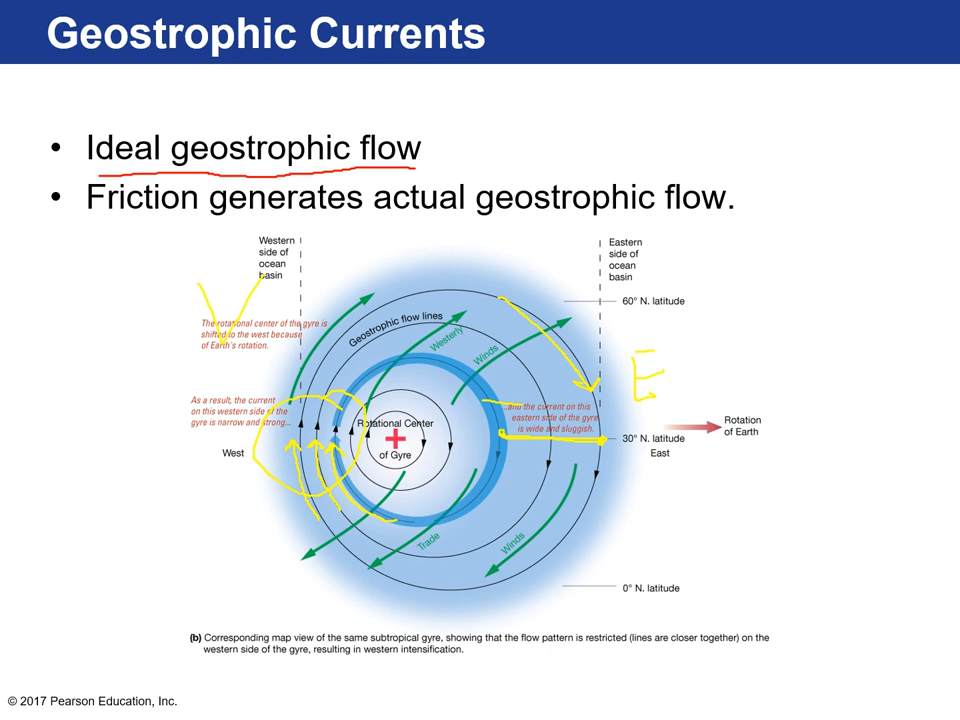 Geostrophic Currents
• Ideal geostrophic flow
• Friction generates actual geostrophic flow.
Western
side of
ocean
basin
Eastern
side of
ocean
basin
60° N. latitude
The rotational center of the gyre is
shifted to the west because
of Earth's rotation.
Geostrophic flow lines
Westerly
Winds
E
As a result, the current
on this western side of the
gyre is narrow and strong...
...and the current on this
eastern side of the gyre
is wide and sluggish.
Rotational Center
of Gyre
Rotation
of Earth
30° N. latitude
West
East
Trade
Winds
0° N. latitude
(b) Corresponding map view of the same subtropical gyre, showing that the flow pattern is restricted (lines are closer together) on the
western side of the gyre, resulting in western intensification.
© 2017 Pearson Education, Inc.